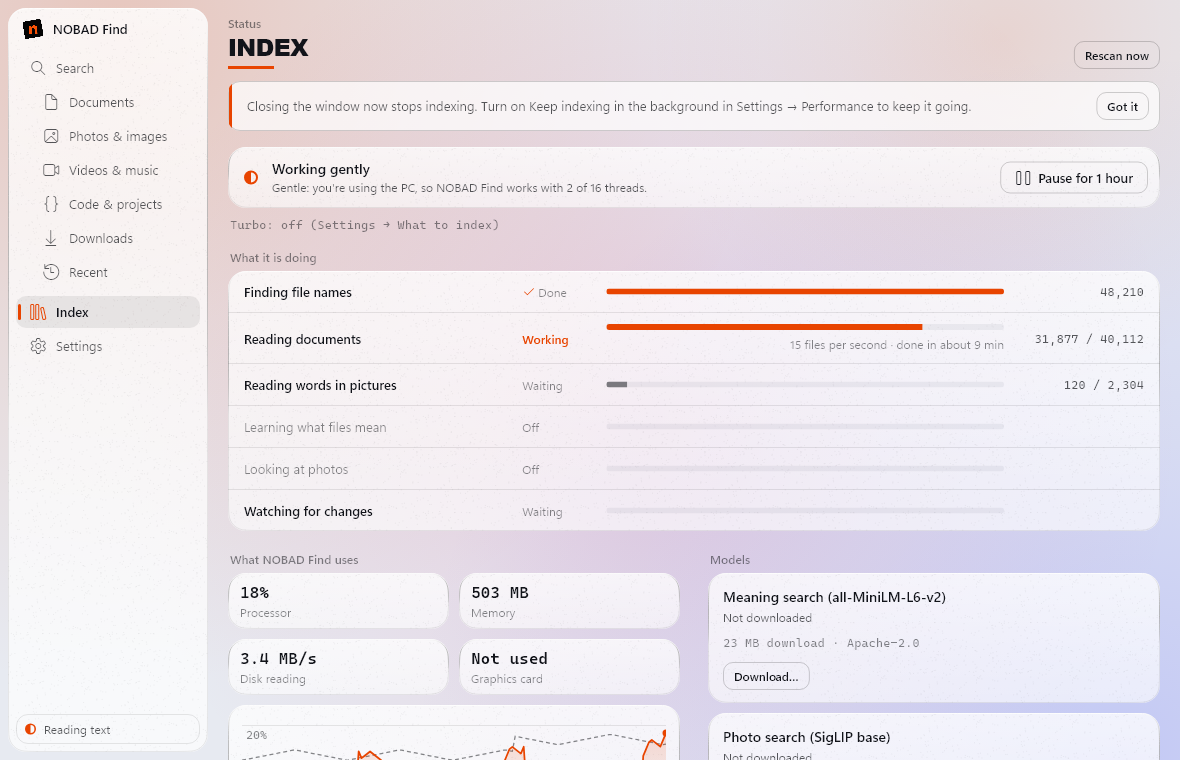 NOBAD Find
Search
Documents
Photos & images
Videos & music
Code & projects
Downloads
Recent
Index
Settings
Reading text
Status
INDEX
Rescan now
Closing the window now stops indexing. Turn on Keep indexing in the background in Settings → Performance to keep it going.
Got it
Working gently
Gentle: you're using the PC, so NOBAD Find works with 2 of 16 threads.
Pause for 1 hour
Turbo: off (Settings → What to index)
What it is doing
Finding file names Done 48,210
Reading documents Working 31,877 / 40,112
15 files per second · done in about 9 min
Reading words in pictures Waiting 120 / 2,304
Learning what files mean Off
Looking at photos Off
Watching for changes Waiting
What NOBAD Find uses
18%
Processor
503 MB
Memory
3.4 MB/s
Disk reading
Not used
Graphics card
20%
Models
Meaning search (all-MiniLM-L6-v2)
Not downloaded
23 MB download · Apache-2.0
Download...
Photo search (SigLIP base)
Not downloaded